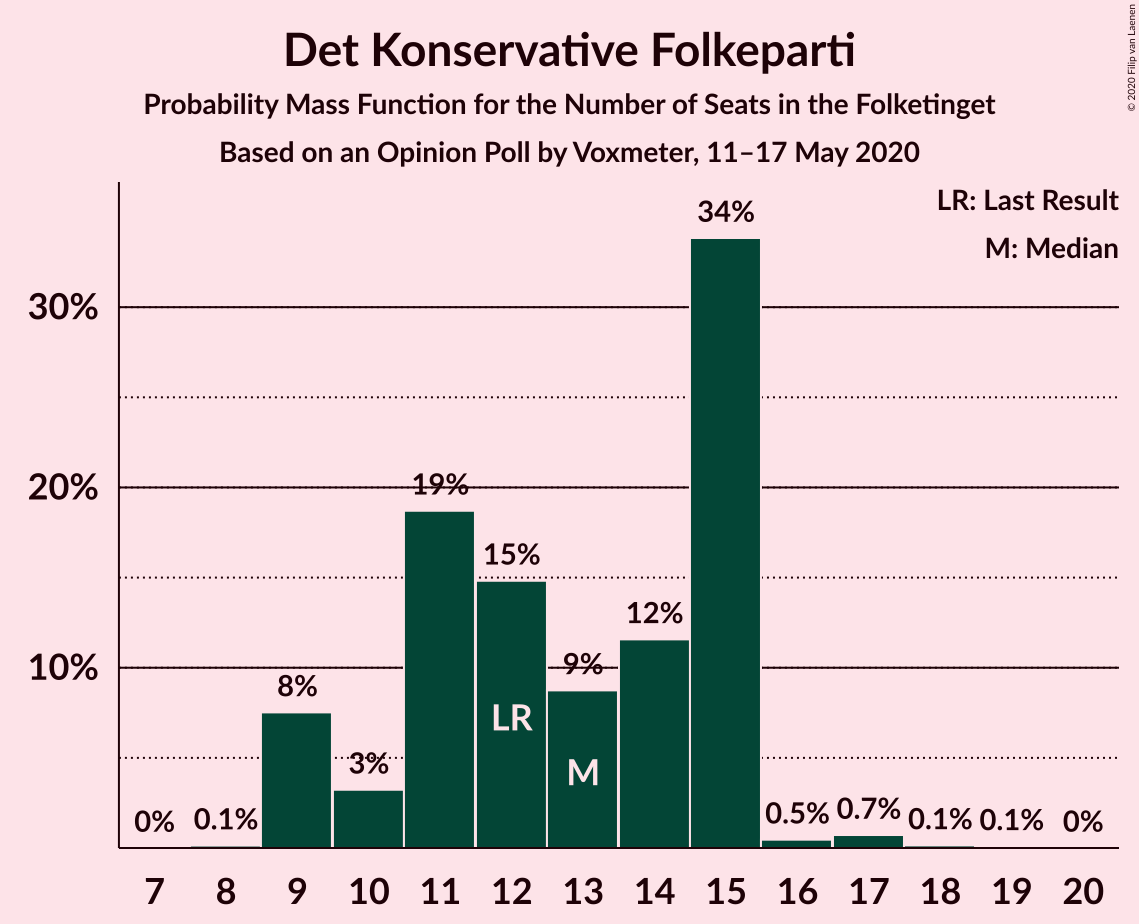 Det Konservative Folkeparti
Probability Mass Function for the Number of Seats in the Folketinget
Based on an Opinion Poll by Voxmeter, 11–17 May 2020
© 2020 Filip van Laenen
LR: Last Result
M: Median
34%
30%
20%
19%
15%
12%
10%
9%
8%
LR
3%
M
0% 0.1% 0.5% 0.7% 0.1% 0.1% 0%
7 8 9 10 11 12 13 14 15 16 17 18 19 20